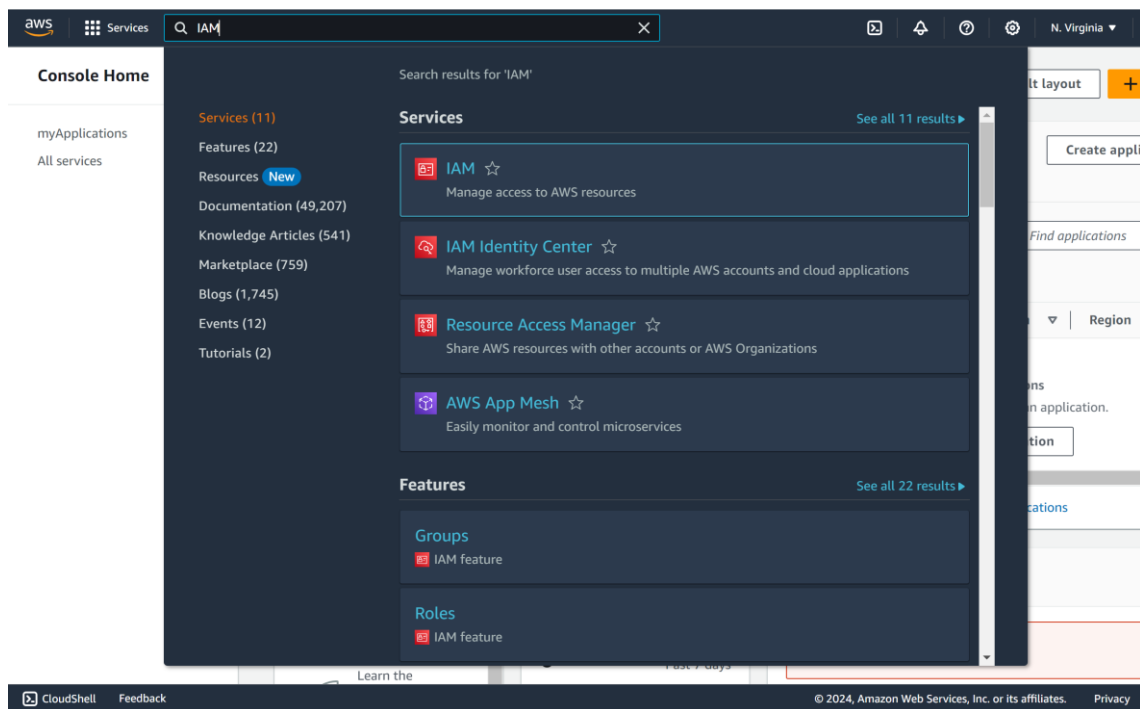 aws Services IAM N. Virginia
Console Home
myApplications
All services
Search results for 'IAM'
Services (11)
Features (22)
Resources New
Documentation (49,207)
Knowledge Articles (541)
Marketplace (759)
Blogs (1,745)
Events (12)
Tutorials (2)
Services See all 11 results
IAM
Manage access to AWS resources
IAM Identity Center
Manage workforce user access to multiple AWS accounts and cloud applications
Resource Access Manager
Share AWS resources with other accounts or AWS Organizations
AWS App Mesh
Easily monitor and control microservices
Features See all 22 results
Groups
IAM feature
Roles
IAM feature
lt layout
Create appli
Find applications
Region
ons
in application.
tion
cations
Learn the
Past 7 days
CloudShell Feedback © 2024, Amazon Web Services, Inc. or its affiliates. Privacy